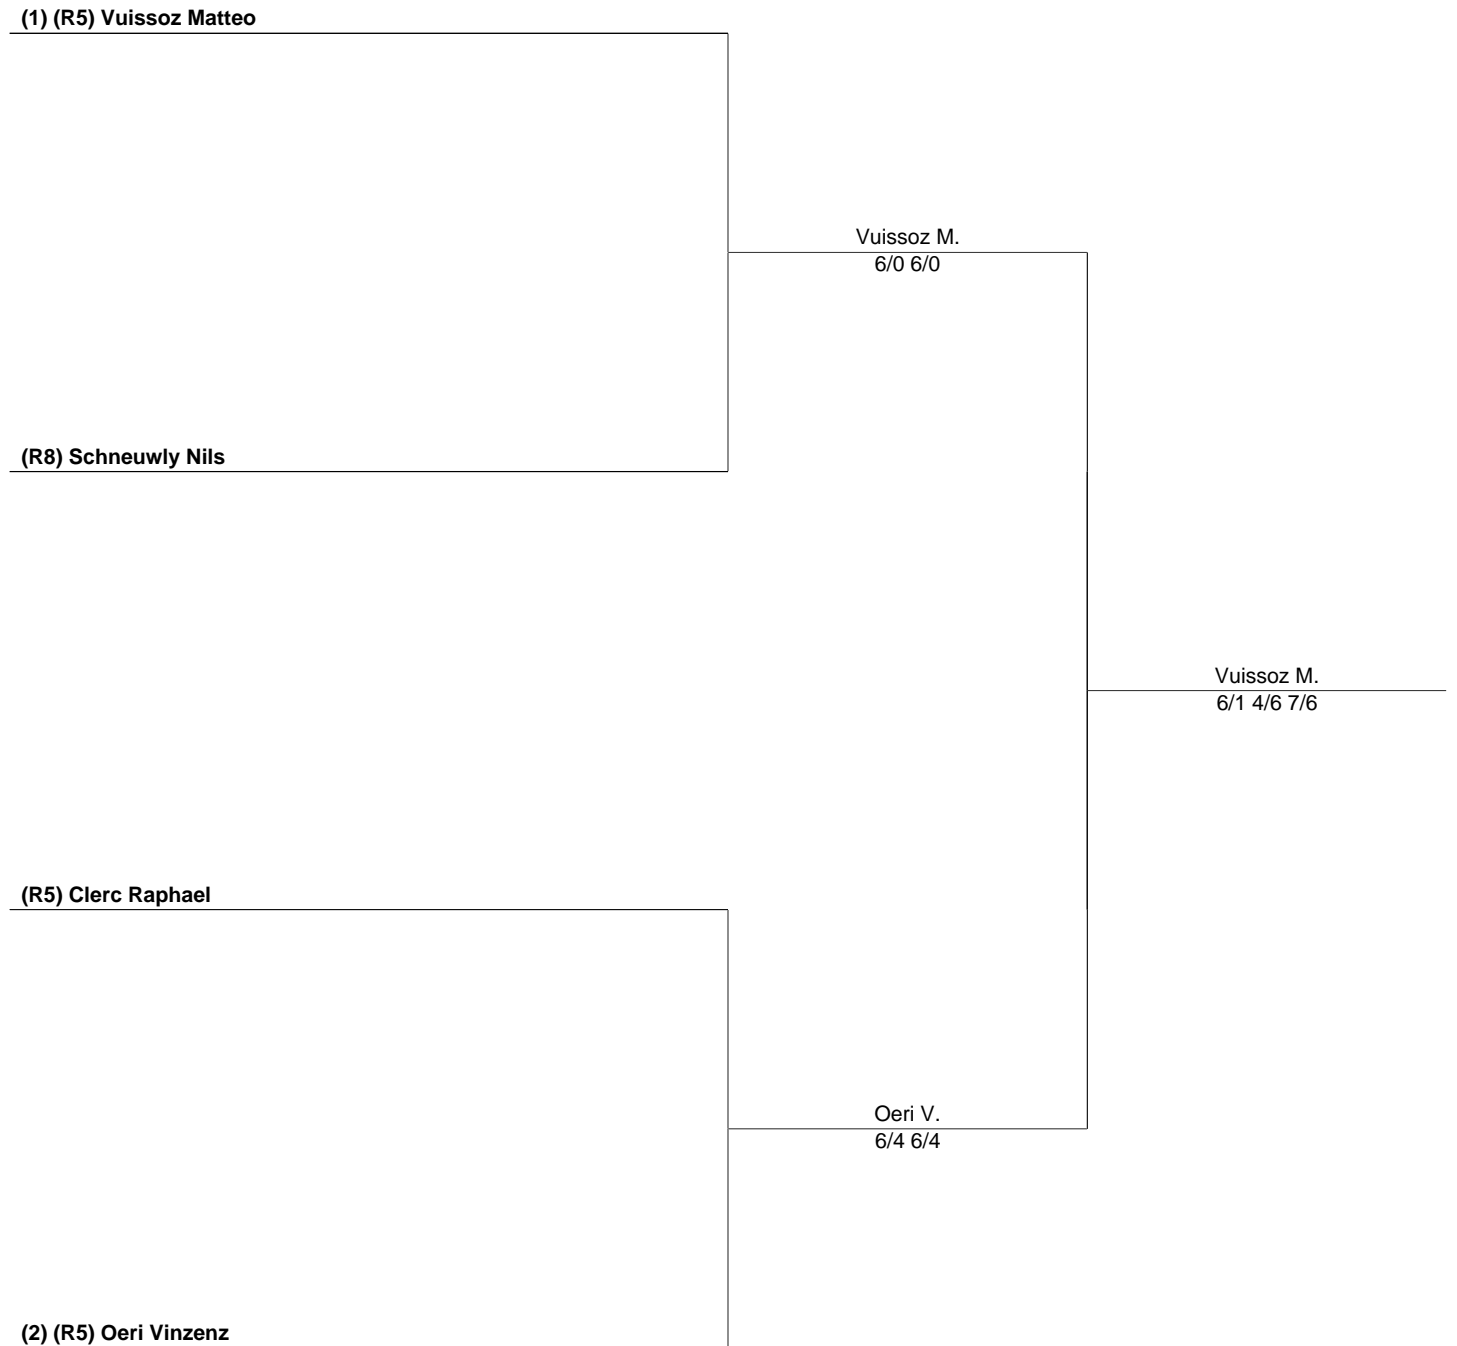 (1) (R5) Vuissoz Matteo
Vuissoz M.
6/0 6/0
(R8) Schneuwly Nils
Vuissoz M.
6/1 4/6 7/6
(R5) Clerc Raphael
Oeri V.
6/4 6/4
(2) (R5) Oeri Vinzenz